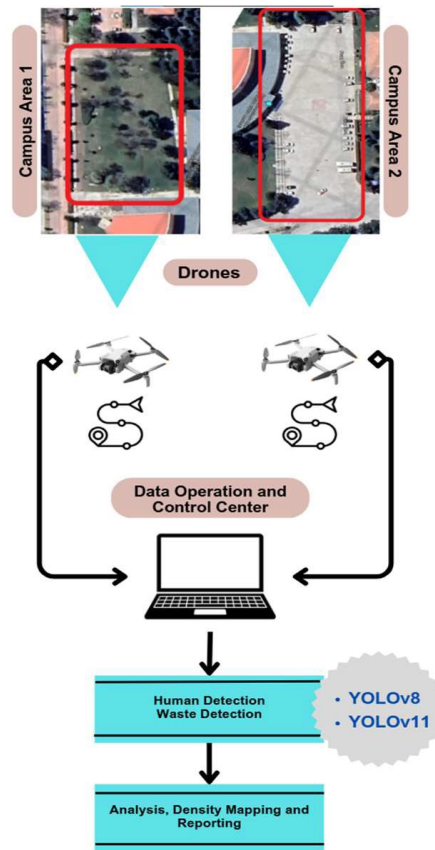 Campus Area 1
Campus Area 2
Drones
Data Operation and
Control Center
Human Detection
Waste Detection
• YOLOv8
• YOLOv11
Analysis, Density Mapping and
Reporting